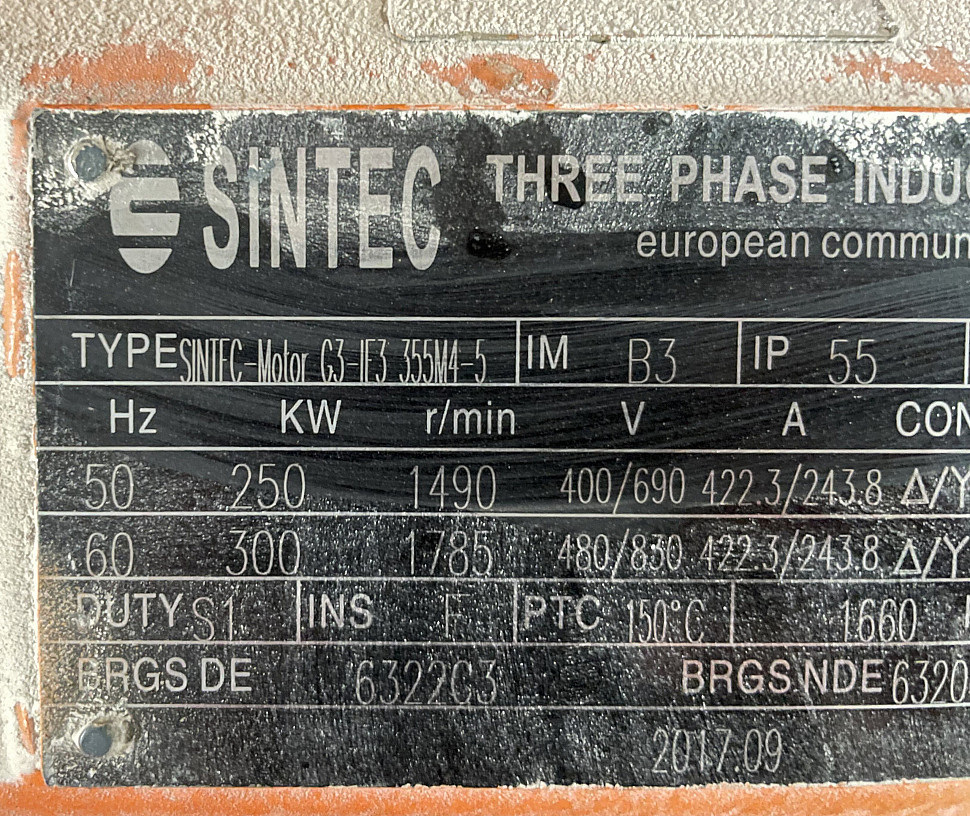 SINTEC THREE PHASE INDU
european commun
TYPE SINTEC-Motor G3-IE3 355M4-5 IM B3 IP 55
Hz KW r/min V A CON
50 250 1490 400/690 422.3/243.8 Δ/Y
60 300 1785 480/830 422.3/243.8 Δ/Y
DUTY S1 INS F PTC 150°C 1660
BRGS DE 6322C3 BRGS NDE 6320
2017.09